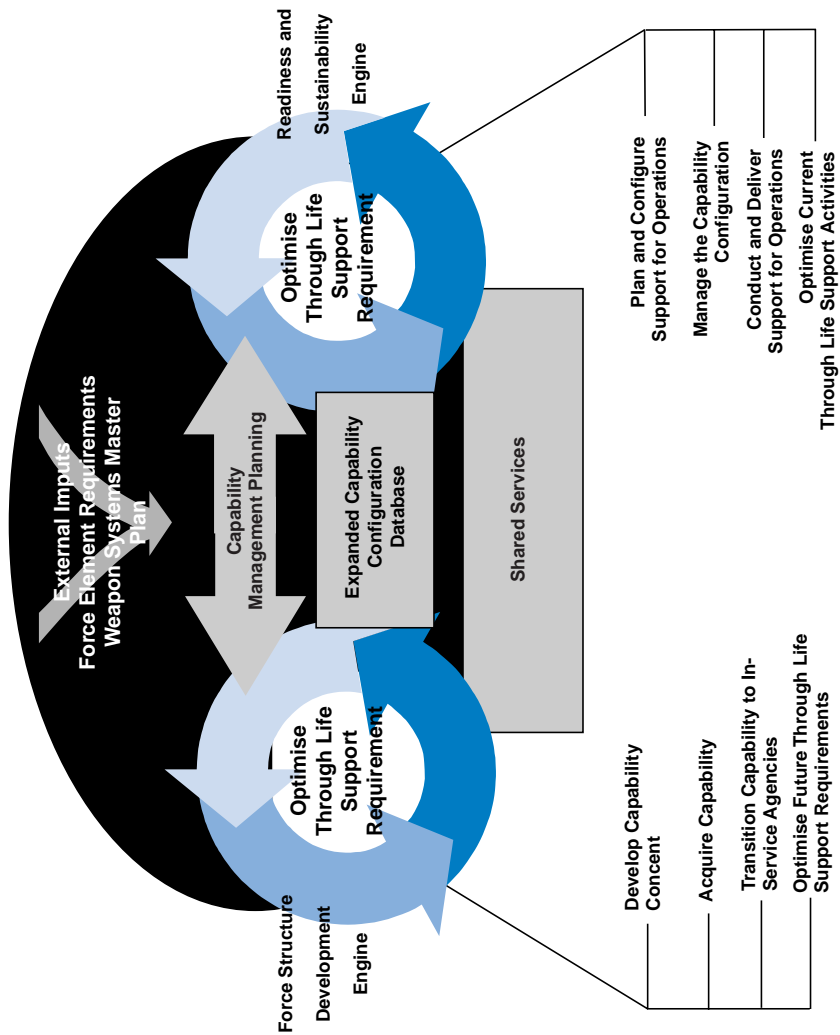 External Imputs
Force Element Requirements
Weapon Systems Master
Plan
Force Structure
Development
Engine
Optimise
Through Life
Support
Requirement
Capability
Management Planning
Expanded Capability
Configuration
Database
Shared Services
Readiness and
Sustainability
Engine
Optimise
Through Life
Support
Requirement
Develop Capability
Concent
Acquire Capability
Transition Capability to In-
Service Agencies
Optimise Future Through Life
Support Requirements
Plan and Configure
Support for Operations
Manage the Capability
Configuration
Conduct and Deliver
Support for Operations
Optimise Current
Through Life Support Activities